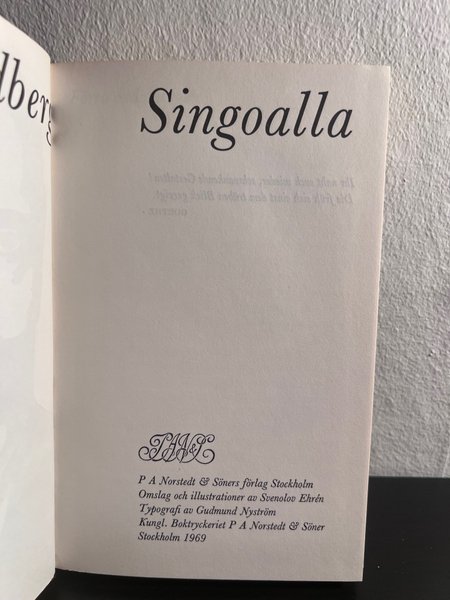 dberg
Singoalla
P A Norstedt & Söners förlag Stockholm
Omslag och illustrationer av Svenolov Ehrén
Typografi av Gudmund Nyström
Kungl. Boktryckeriet P A Norstedt & Söner
Stockholm 1969